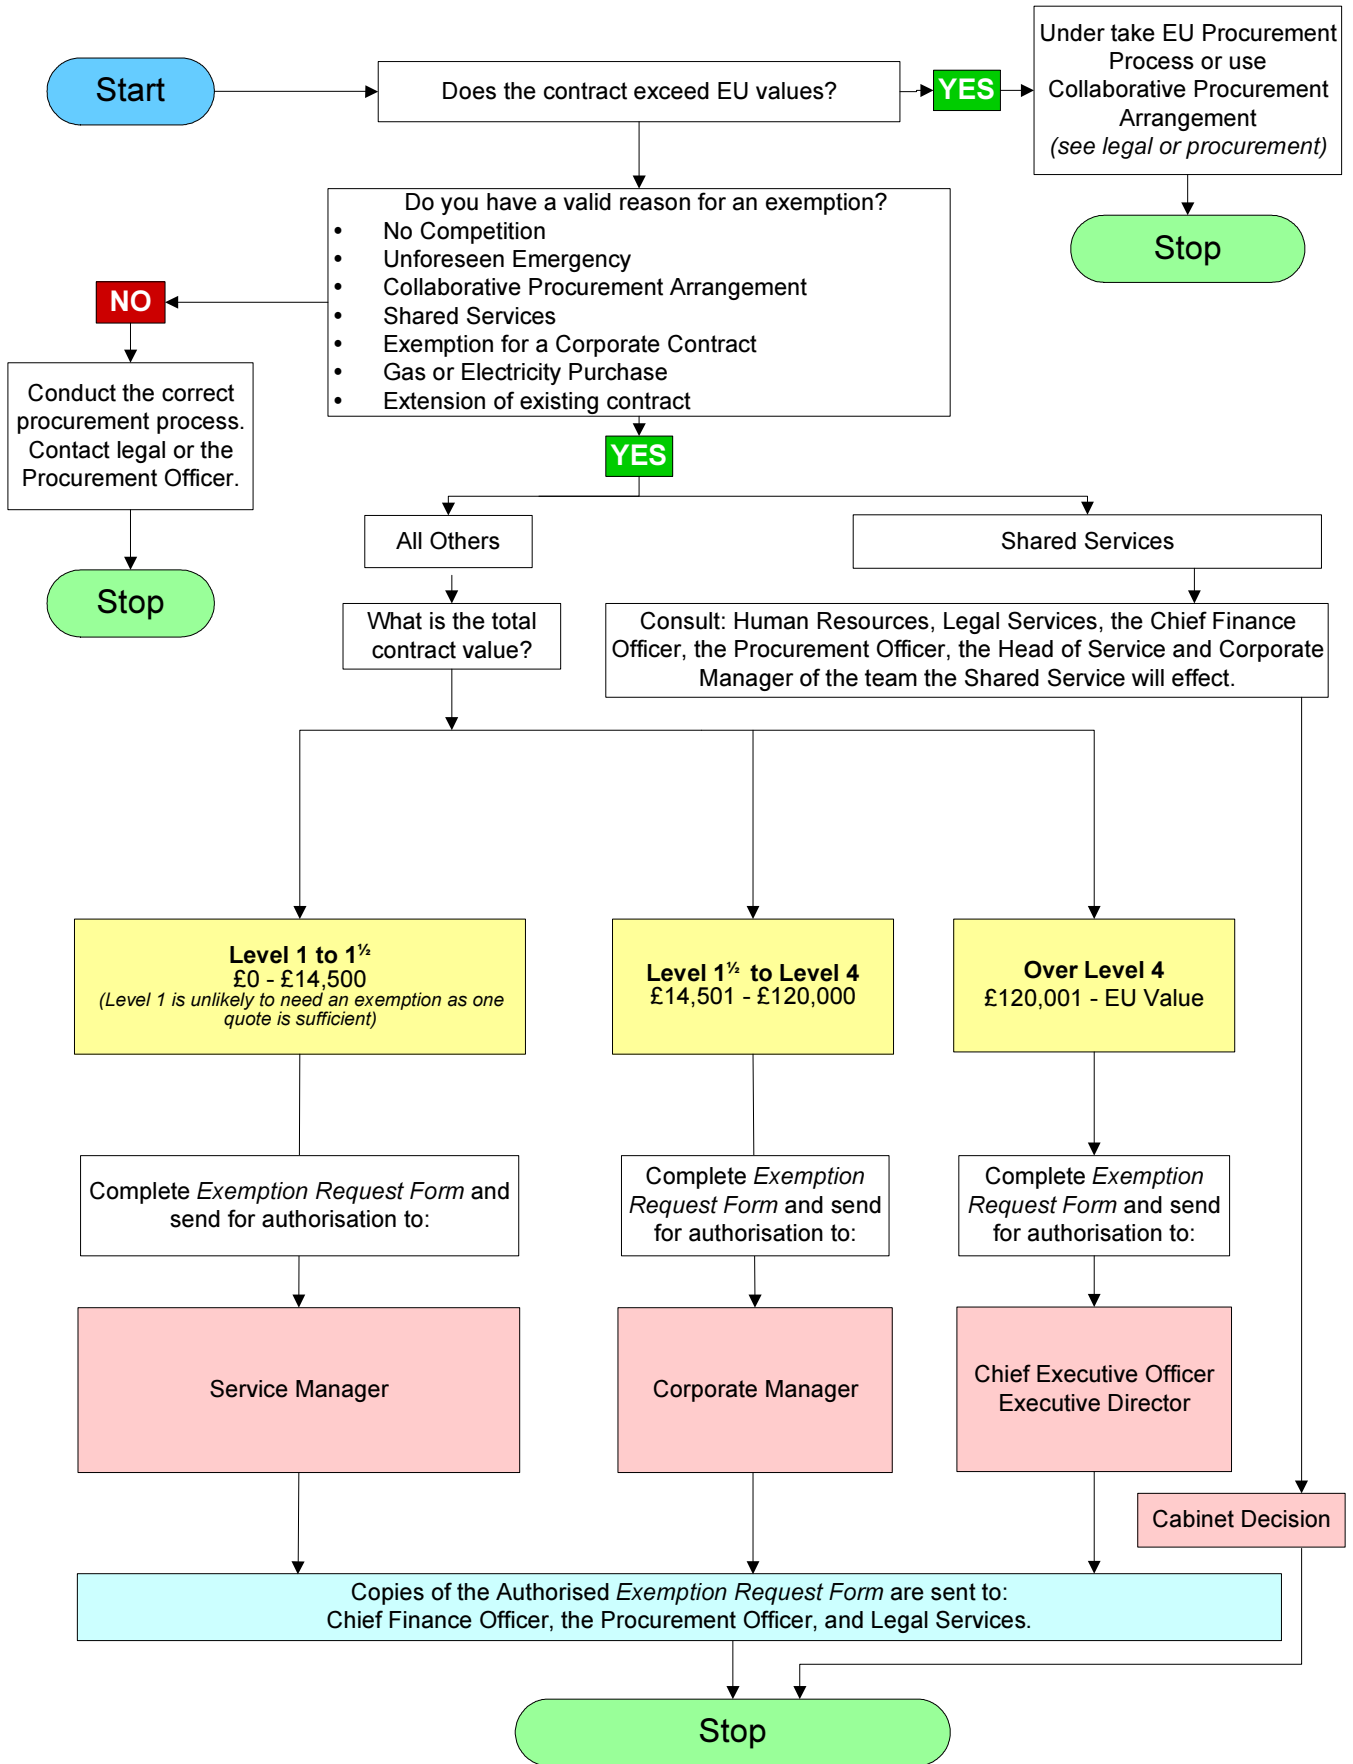 Start
Does the contract exceed EU values?
YES
Under take EU Procurement
Process or use
Collaborative Procurement
Arrangement
(see legal or procurement)
Stop
Do you have a valid reason for an exemption?
• No Competition
• Unforeseen Emergency
• Collaborative Procurement Arrangement
• Shared Services
• Exemption for a Corporate Contract
• Gas or Electricity Purchase
• Extension of existing contract
NO
Conduct the correct
procurement process.
Contact legal or the
Procurement Officer.
Stop
YES
All Others
Shared Services
What is the total
contract value?
Consult: Human Resources, Legal Services, the Chief Finance
Officer, the Procurement Officer, the Head of Service and Corporate
Manager of the team the Shared Service will effect.
Level 1 to 1½
£0 - £14,500
(Level 1 is unlikely to need an exemption as one
quote is sufficient)
Level 1½ to Level 4
£14,501 - £120,000
Over Level 4
£120,001 - EU Value
Complete Exemption Request Form and
send for authorisation to:
Complete Exemption
Request Form and send
for authorisation to:
Complete Exemption
Request Form and send
for authorisation to:
Service Manager
Corporate Manager
Chief Executive Officer
Executive Director
Cabinet Decision
Copies of the Authorised Exemption Request Form are sent to:
Chief Finance Officer, the Procurement Officer, and Legal Services.
Stop